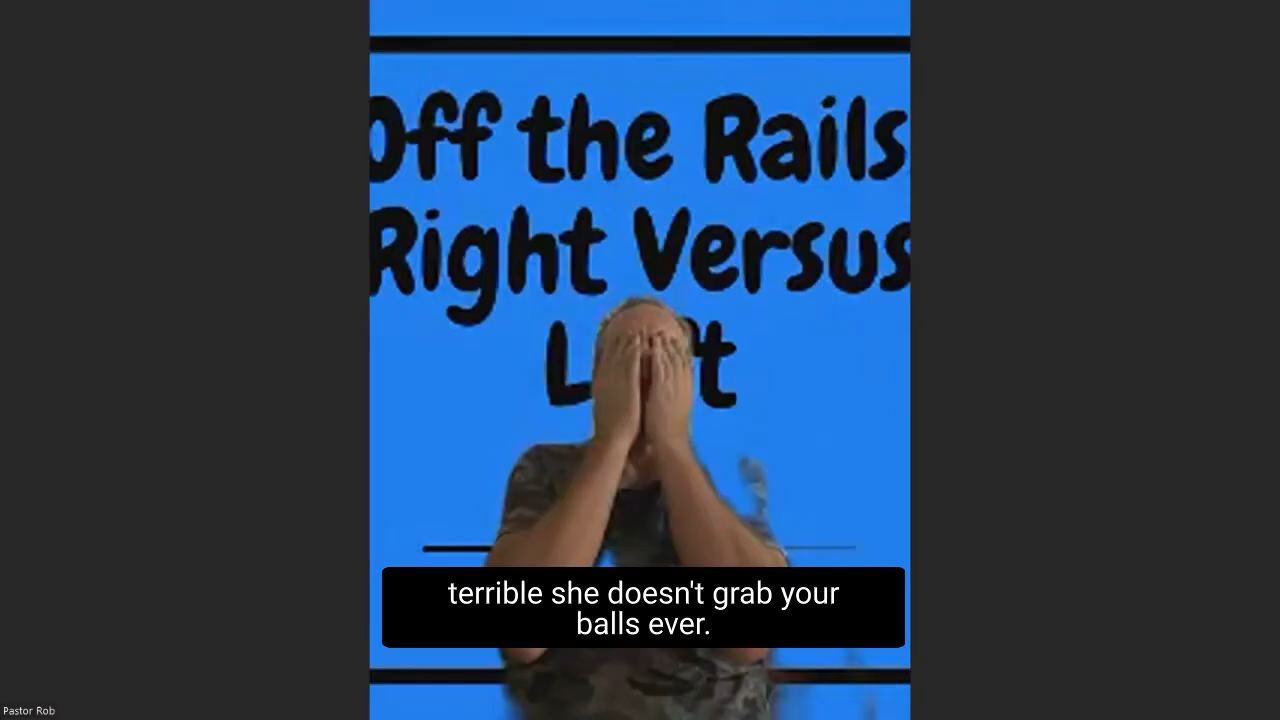 Off the Rails
Right Versus
L t
terrible she doesn't grab your
balls ever.
Pastor Rob